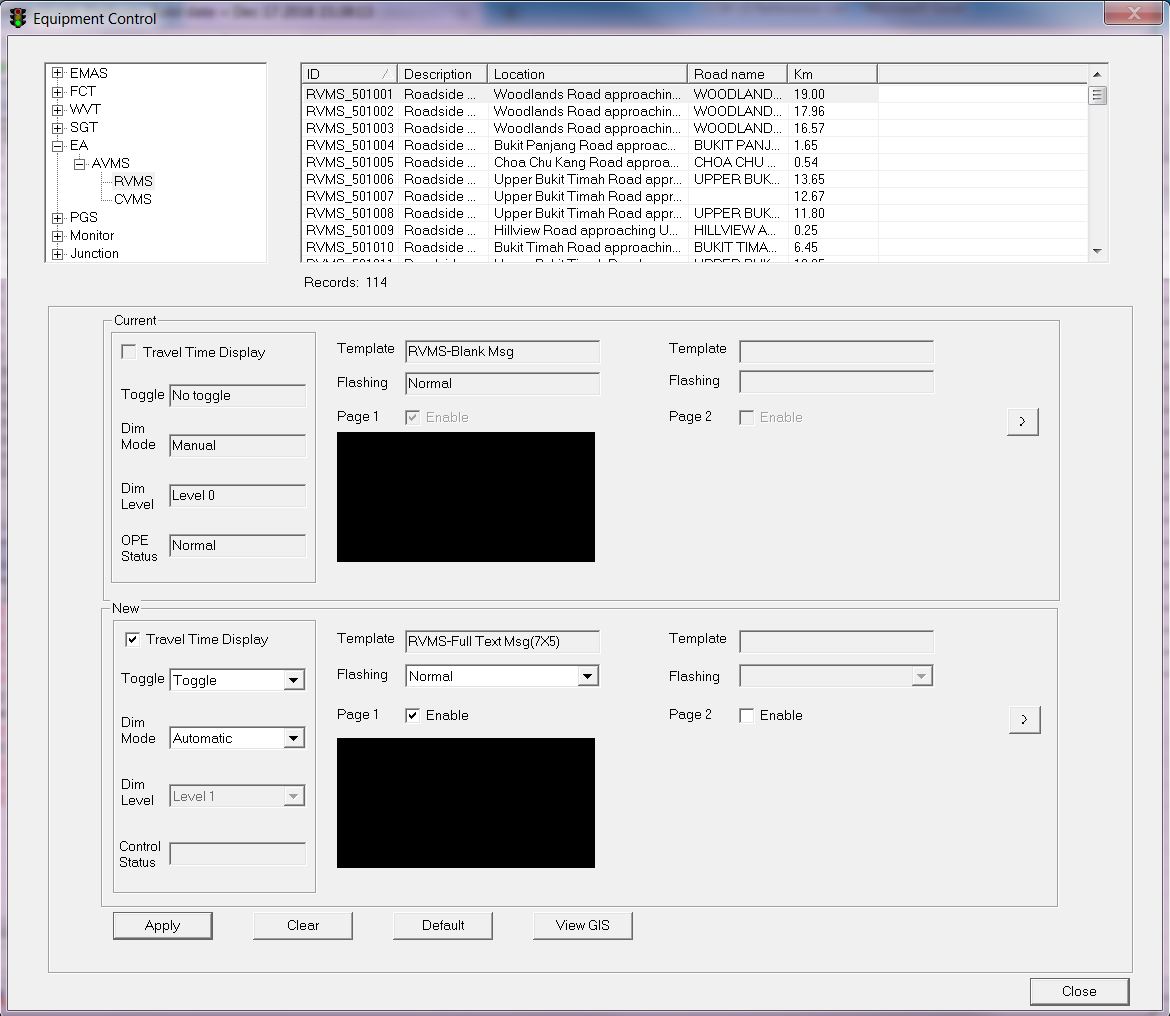 Equipment Control
EMAS
FCT
WVT
SGT
EA
AVMS
RVMS
CVMS
PGS
Monitor
Junction
ID Description Location Road name Km
RVMS_501001 Roadside ... Woodlands Road approachin... WOODLAND... 19.00
RVMS_501002 Roadside ... Woodlands Road approachin... WOODLAND... 17.96
RVMS_501003 Roadside ... Woodlands Road approachin... WOODLAND... 16.57
RVMS_501004 Roadside ... Bukit Panjang Road approac... BUKIT PANJ... 1.65
RVMS_501005 Roadside ... Choa Chu Kang Road approa... CHOA CHU ... 0.54
RVMS_501006 Roadside ... Upper Bukit Timah Road appr... UPPER BUK... 13.65
RVMS_501007 Roadside ... Upper Bukit Timah Road appr... 12.67
RVMS_501008 Roadside ... Upper Bukit Timah Road appr... UPPER BUK... 11.80
RVMS_501009 Roadside ... Hillview Road approaching U... HILLVIEW A... 0.25
RVMS_501010 Roadside ... Bukit Timah Road approachin... BUKIT TIMA... 6.45
Records: 114
Current
Travel Time Display
Toggle No toggle
Dim
Mode Manual
Dim
Level Level 0
OPE
Status Normal
Template RVMS-Blank Msg
Flashing Normal
Page 1 Enable
Template
Flashing
Page 2 Enable
>
New
Travel Time Display
Toggle Toggle
Dim
Mode Automatic
Dim
Level Level 1
Control
Status
Template RVMS-Full Text Msg(7X5)
Flashing Normal
Page 1 Enable
Template
Flashing
Page 2 Enable
>
Apply Clear Default View GIS
Close